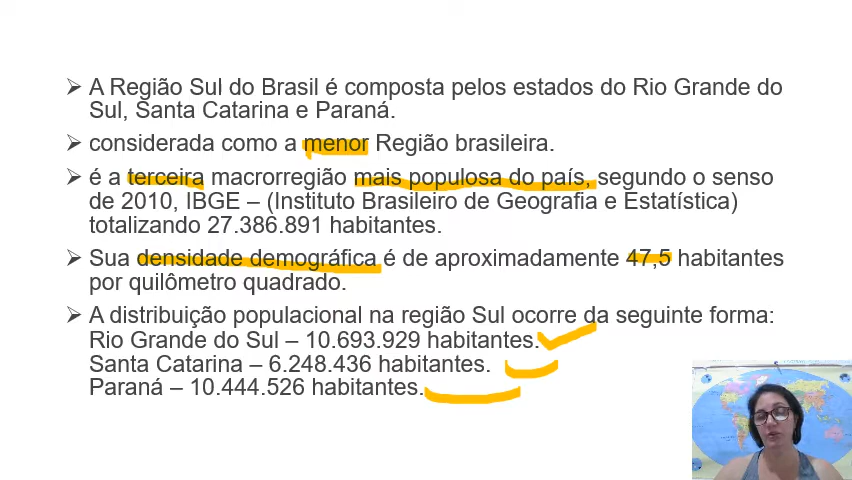 A Região Sul do Brasil é composta pelos estados do Rio Grande do
Sul, Santa Catarina e Paraná.
considerada como a menor Região brasileira.
é a terceira macrorregião mais populosa do país, segundo o senso
de 2010, IBGE – (Instituto Brasileiro de Geografia e Estatística)
totalizando 27.386.891 habitantes.
Sua densidade demográfica é de aproximadamente 47,5 habitantes
por quilômetro quadrado.
A distribuição populacional na região Sul ocorre da seguinte forma:
Rio Grande do Sul – 10.693.929 habitantes.
Santa Catarina – 6.248.436 habitantes.
Paraná – 10.444.526 habitantes.